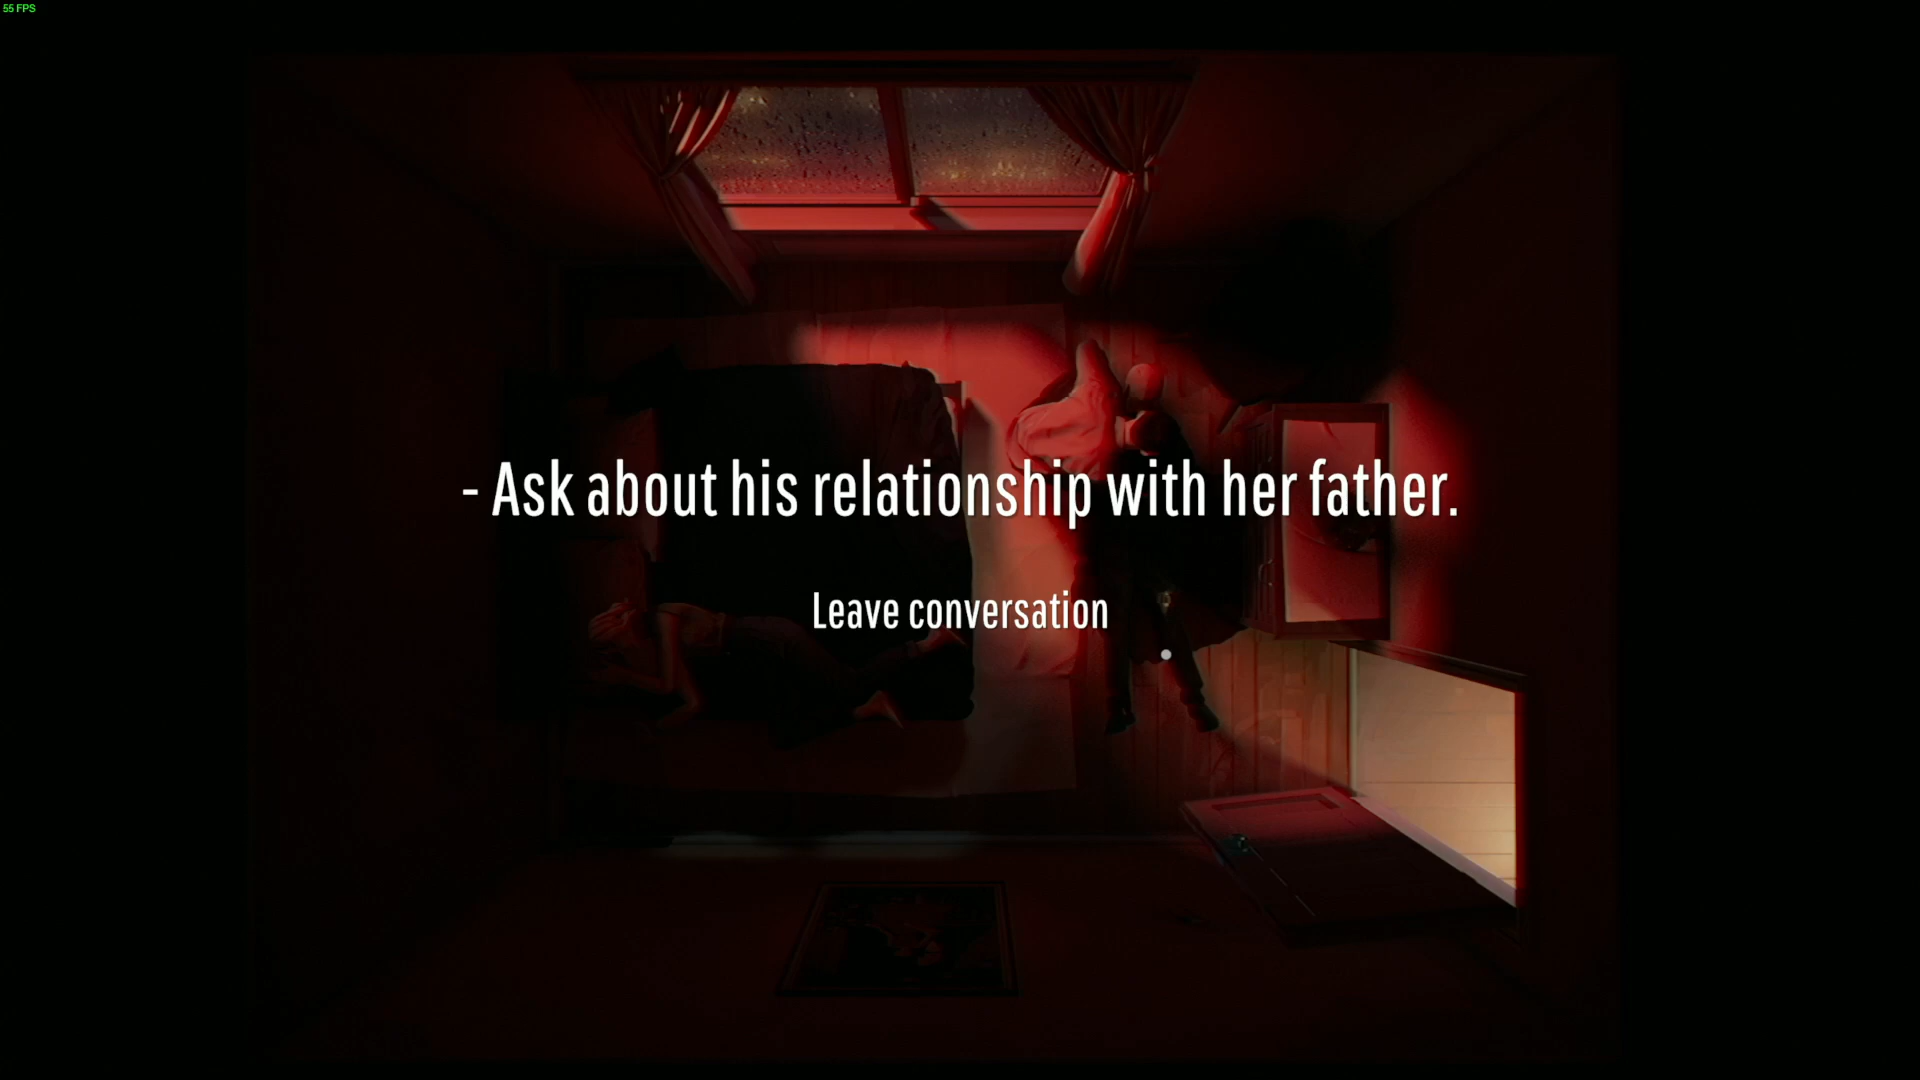 55 FPS
- Ask about his relationship with her father.
Leave conversation